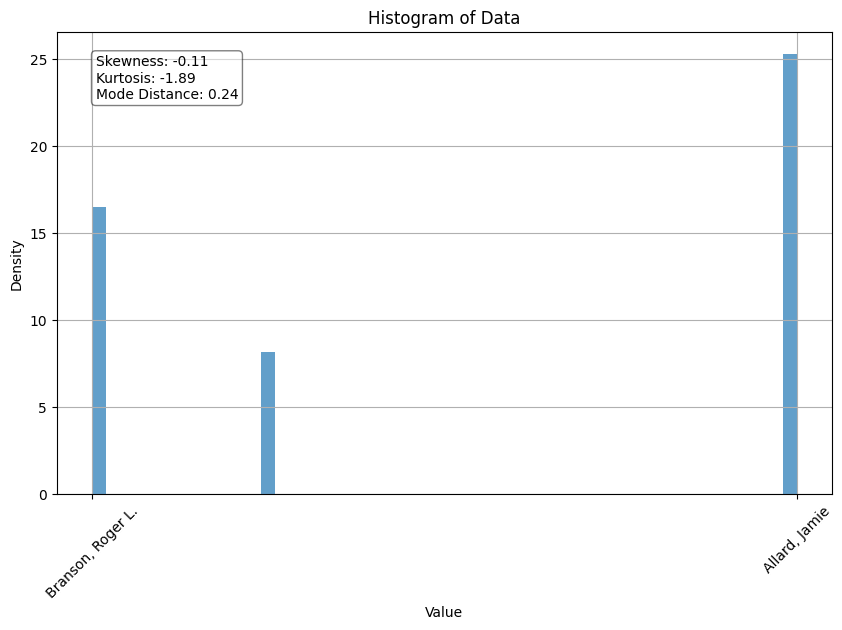 Histogram of Data
Skewness: -0.11
Kurtosis: -1.89
Mode Distance: 0.24
Density
25
20
15
10
5
0
Branson, Roger L.
Allard, Jamie
Value